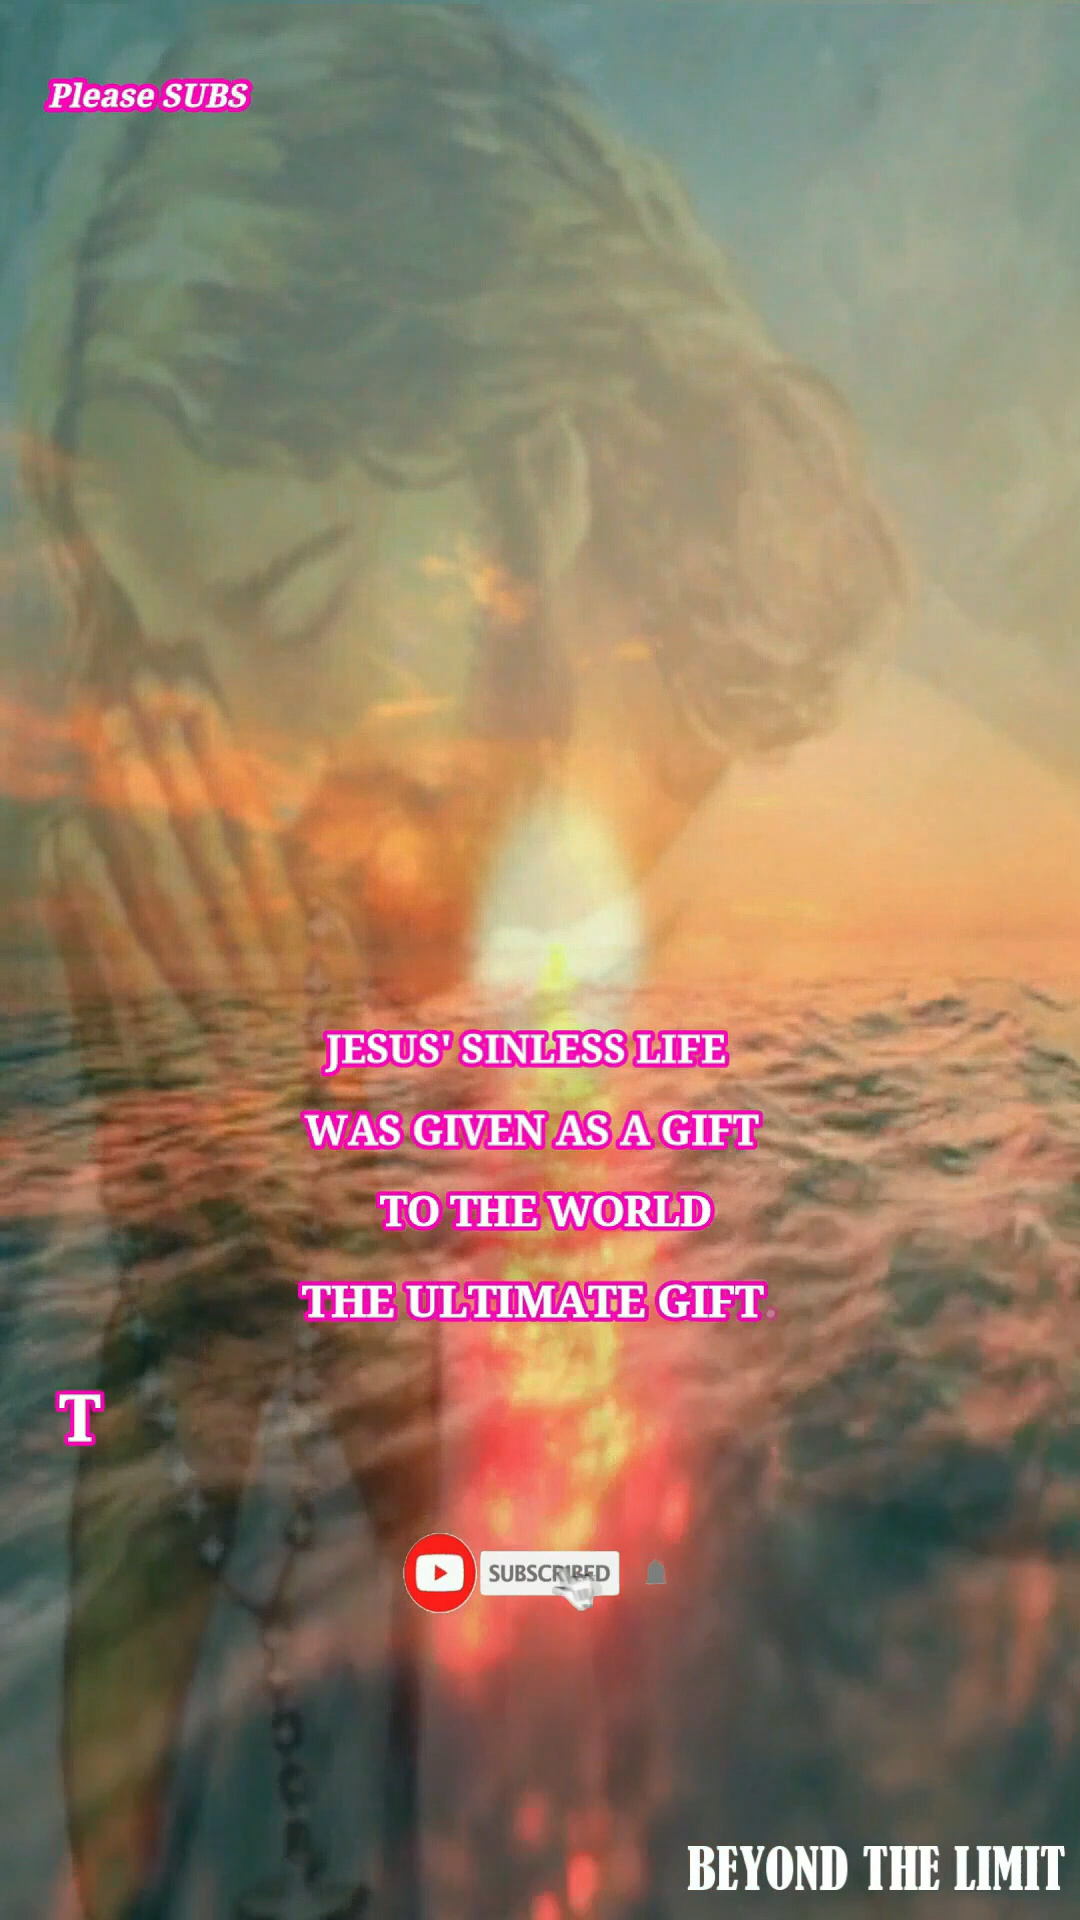 Please SUBS
JESUS' SINLESS LIFE
WAS GIVEN AS A GIFT
TO THE WORLD
THE ULTIMATE GIFT.
T
SUBSCRIBED
BEYOND THE LIMIT